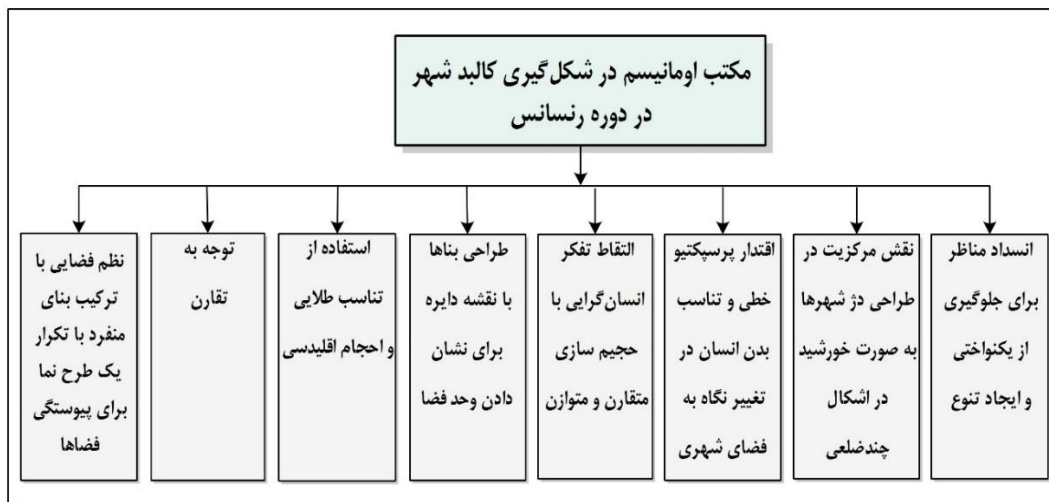 مکتب اومانیسم در شکل‌گیری کالبد شهر
در دوره رنسانس
انسداد مناظر
برای جلوگیری
از یکنواختی
و ایجاد تنوع
نقش مرکزیت در
طراحی دژ شهرها
به صورت خورشید
در اشکال
چندضلعی
اقتدار پرسپکتیو
خطی و تناسب
بدن انسان در
تغییر نگاه به
فضای شهری
التقاط تفکر
انسان‌گرایی با
حجیم سازی
متقارن و متوازن
طراحی بناها
با نقشه دایره
برای نشان
دادن وحد فضا
استفاده از
تناسب طلایی
و احجام اقلیدسی
توجه به
تقارن
نظم فضایی با
ترکیب بنای
منفرد با تکرار
یک طرح نما
برای پیوستگی
فضاها